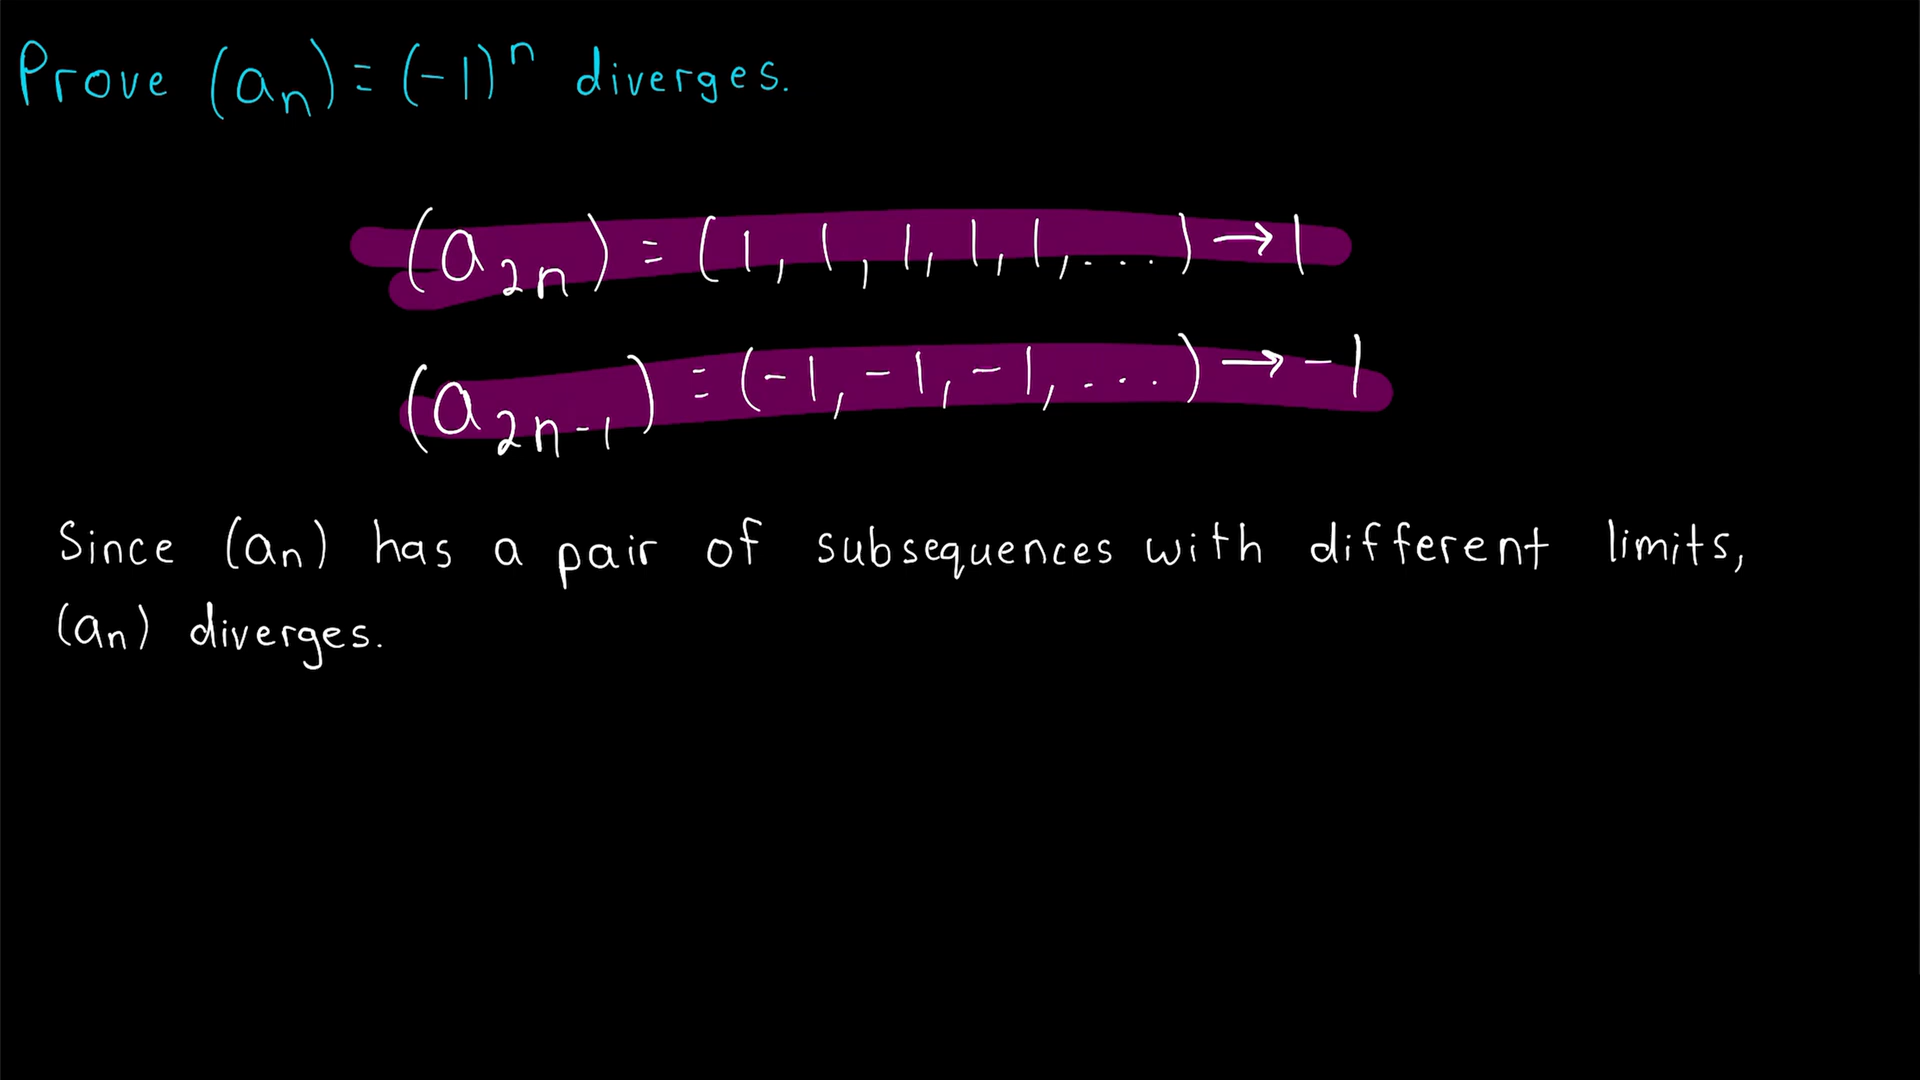 Prove (aₙ) = (-1)ⁿ diverges.
(a₂ₙ) = (1, 1, 1, 1, 1, ...) → 1
(a₂ₙ₋₁) = (-1, -1, -1, ...) → -1
Since (aₙ) has a pair of subsequences with different limits,
(aₙ) diverges.